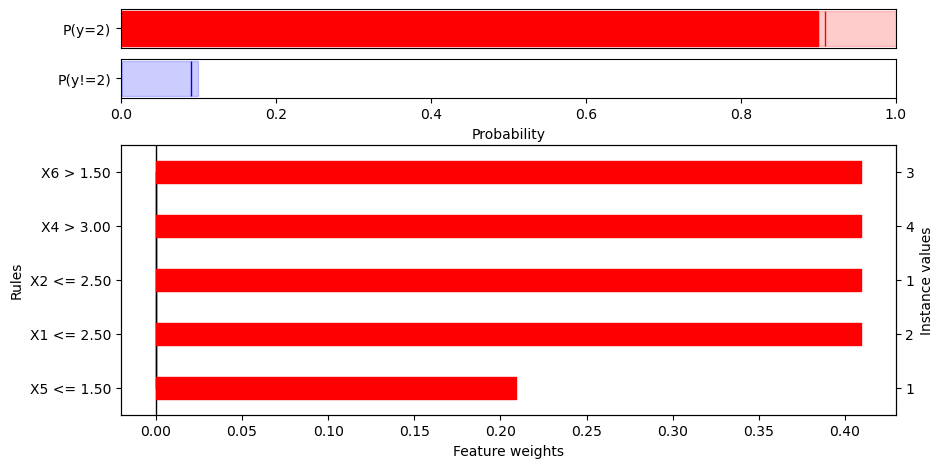 P(y=2)
P(y!=2)
0.0 0.2 0.4 0.6 0.8 1.0
Probability
X6 > 1.50 3
X4 > 3.00 4
X2 <= 2.50 1
X1 <= 2.50 2
X5 <= 1.50 1
Rules
Instance values
0.00 0.05 0.10 0.15 0.20 0.25 0.30 0.35 0.40
Feature weights